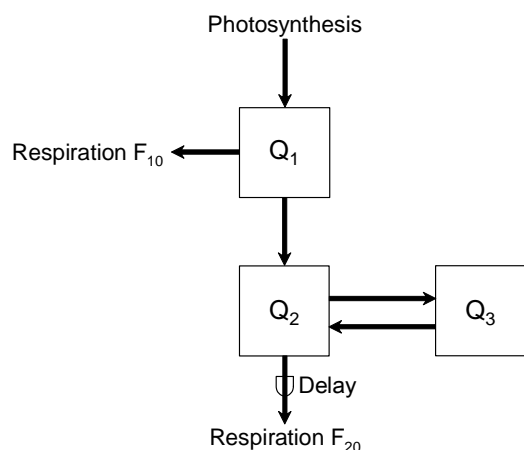 Photosynthesis
Respiration F₁₀
Q₁
Q₂
Q₃
Delay
Respiration F₂₀